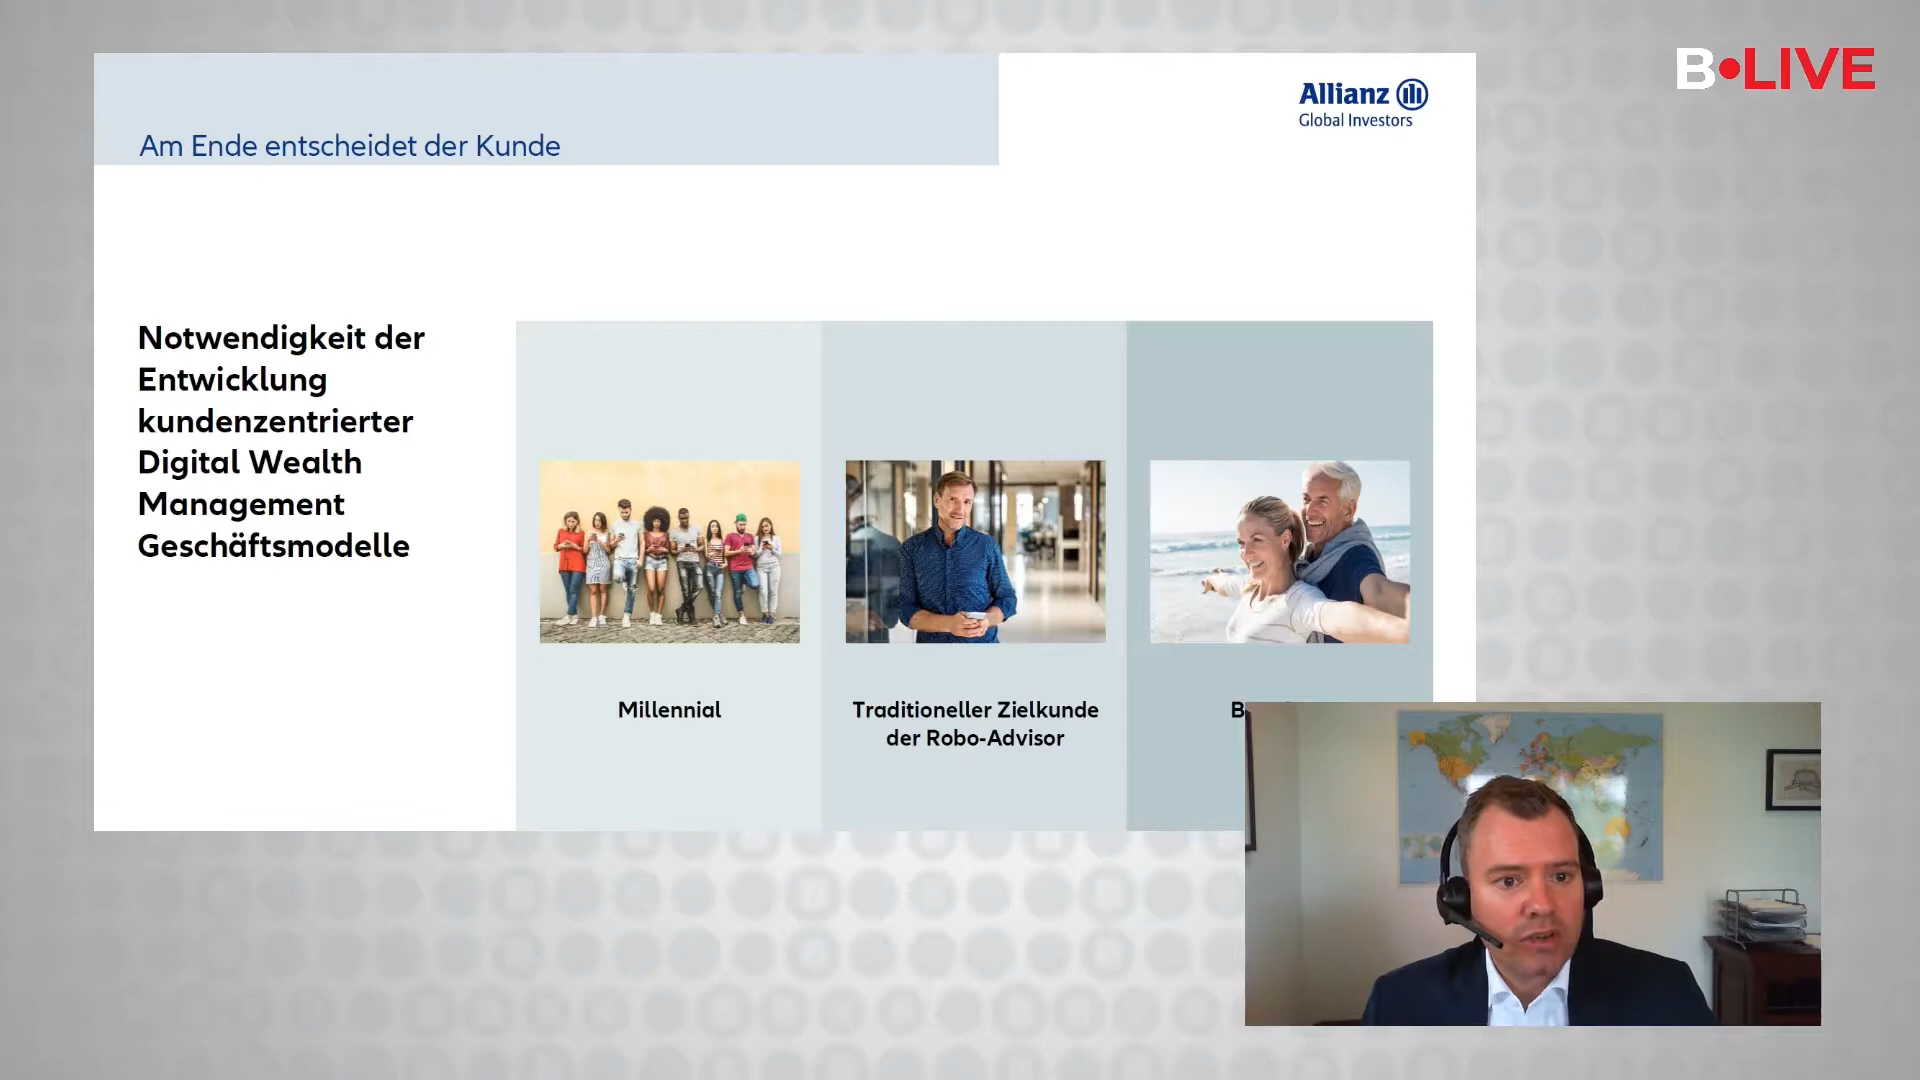 B•LIVE
Allianz
Global Investors
Am Ende entscheidet der Kunde
Notwendigkeit der
Entwicklung
kundenzentrierter
Digital Wealth
Management
Geschäftsmodelle
Millennial
Traditioneller Zielkunde
der Robo-Advisor